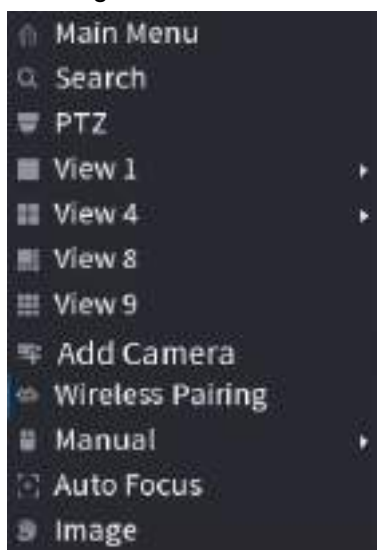 Main Menu
Search
PTZ
View 1
View 4
View 8
View 9
Add Camera
Wireless Pairing
Manual
Auto Focus
Image